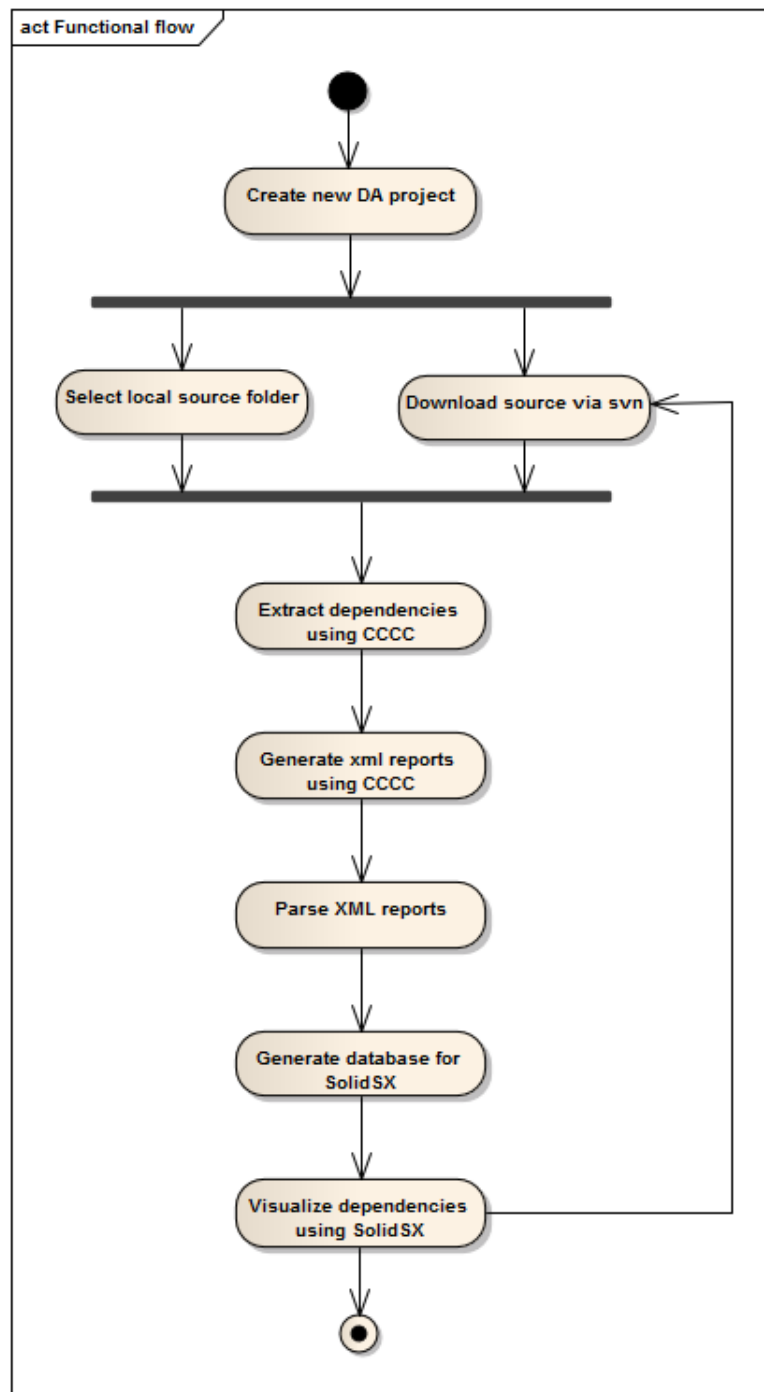 act Functional flow
Create new DA project
Select local source folder
Download source via svn
Extract dependencies
using CCCC
Generate xml reports
using CCCC
Parse XML reports
Generate database for
SolidSX
Visualize dependencies
using SolidSX